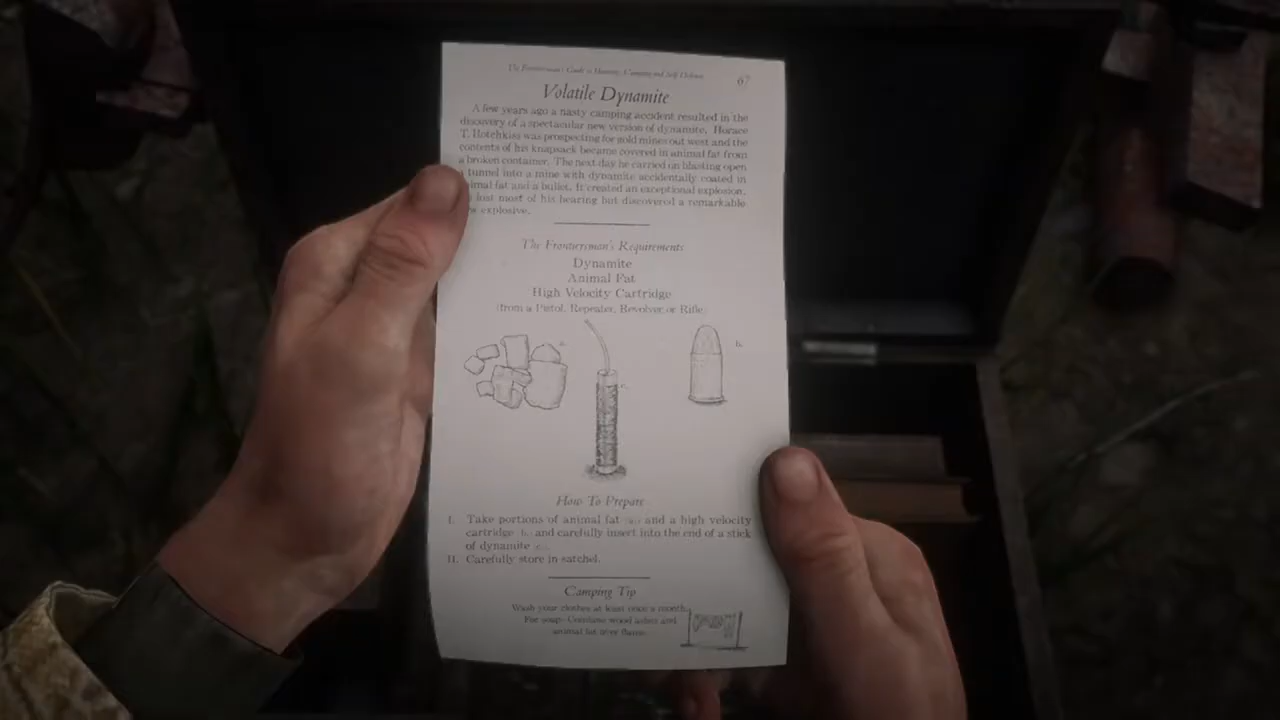 The Frontiersman's Guide to Hunting, Camping and Self Defense
67
Volatile Dynamite
A few years ago a nasty camping accident resulted in the
discovery of a spectacular new version of dynamite. Horace
T. Hotchkiss was prospecting for gold mines out west and the
contents of his knapsack became covered in animal fat from
a broken container. The next day he carried on blasting open
tunnel into a mine with dynamite accidentally coated in
imal fat and a bullet. It created an exceptional explosion.
lost most of his hearing but discovered a remarkable
w explosive.
The Frontiersman's Requirements
Dynamite
Animal Fat
High Velocity Cartridge
(from a Pistol, Repeater, Revolver or Rifle)
a.
b.
c.
How To Prepare
I. Take portions of animal fat (a.) and a high velocity
cartridge b. and carefully insert into the end of a stick
of dynamite c..
II. Carefully store in satchel.
Camping Tip
Wash your clothes at least once a month.
For soap: Combine wood ashes and
animal fat over flame.